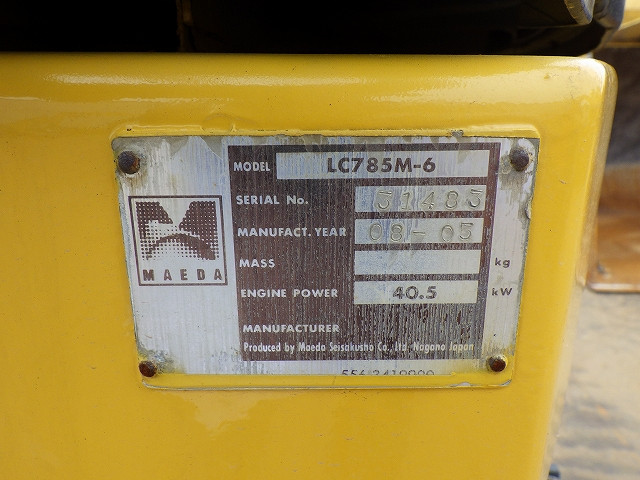 MODEL LC785M-6
SERIAL No. 31483
MANUFACT. YEAR 08-05
MASS kg
ENGINE POWER 40.5 kW
MAEDA
MANUFACTURER
Produced by Maeda Seisakusho Co., Ltd. Nagano Japan